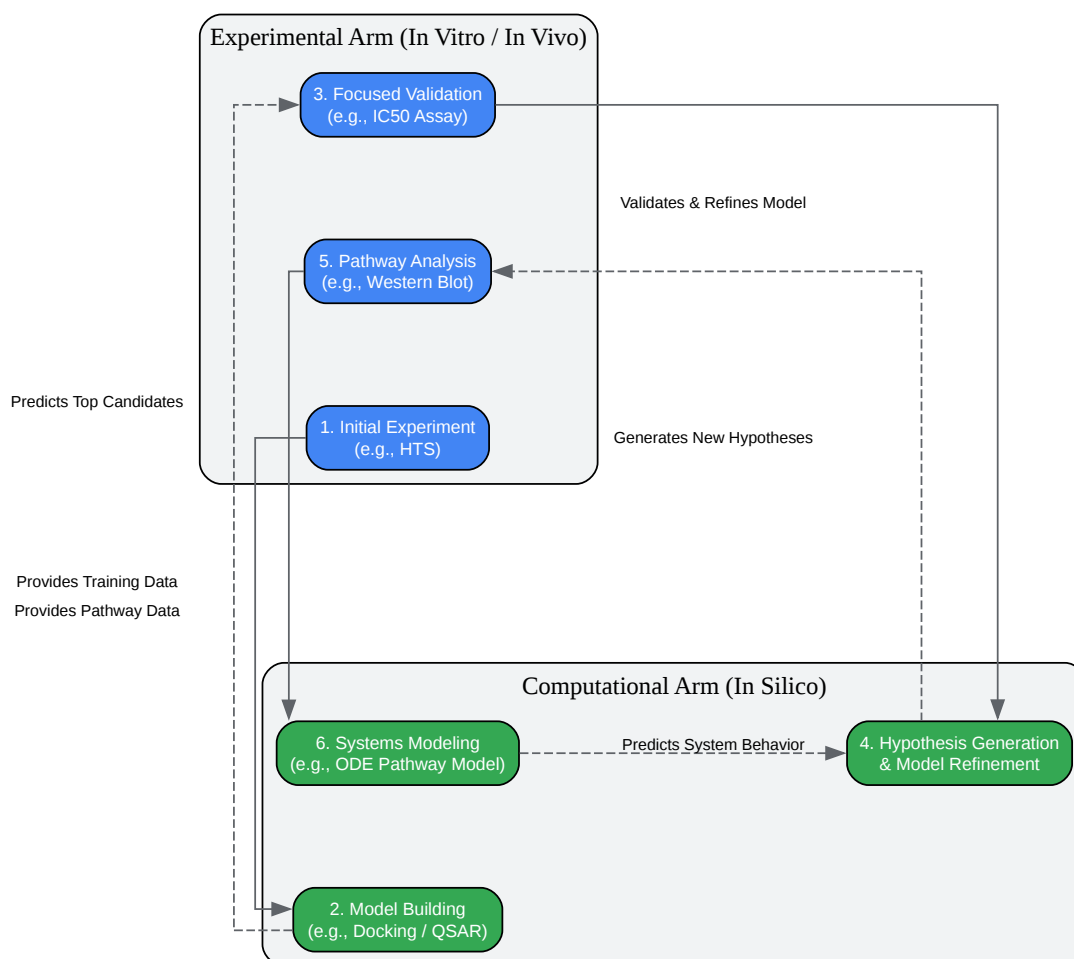 Experimental Arm (In Vitro / In Vivo)
3. Focused Validation
(e.g., IC50 Assay)
Validates & Refines Model
5. Pathway Analysis
(e.g., Western Blot)
Predicts Top Candidates
1. Initial Experiment
(e.g., HTS)
Generates New Hypotheses
Provides Training Data
Provides Pathway Data
Computational Arm (In Silico)
6. Systems Modeling
(e.g., ODE Pathway Model)
Predicts System Behavior
4. Hypothesis Generation
& Model Refinement
2. Model Building
(e.g., Docking / QSAR)